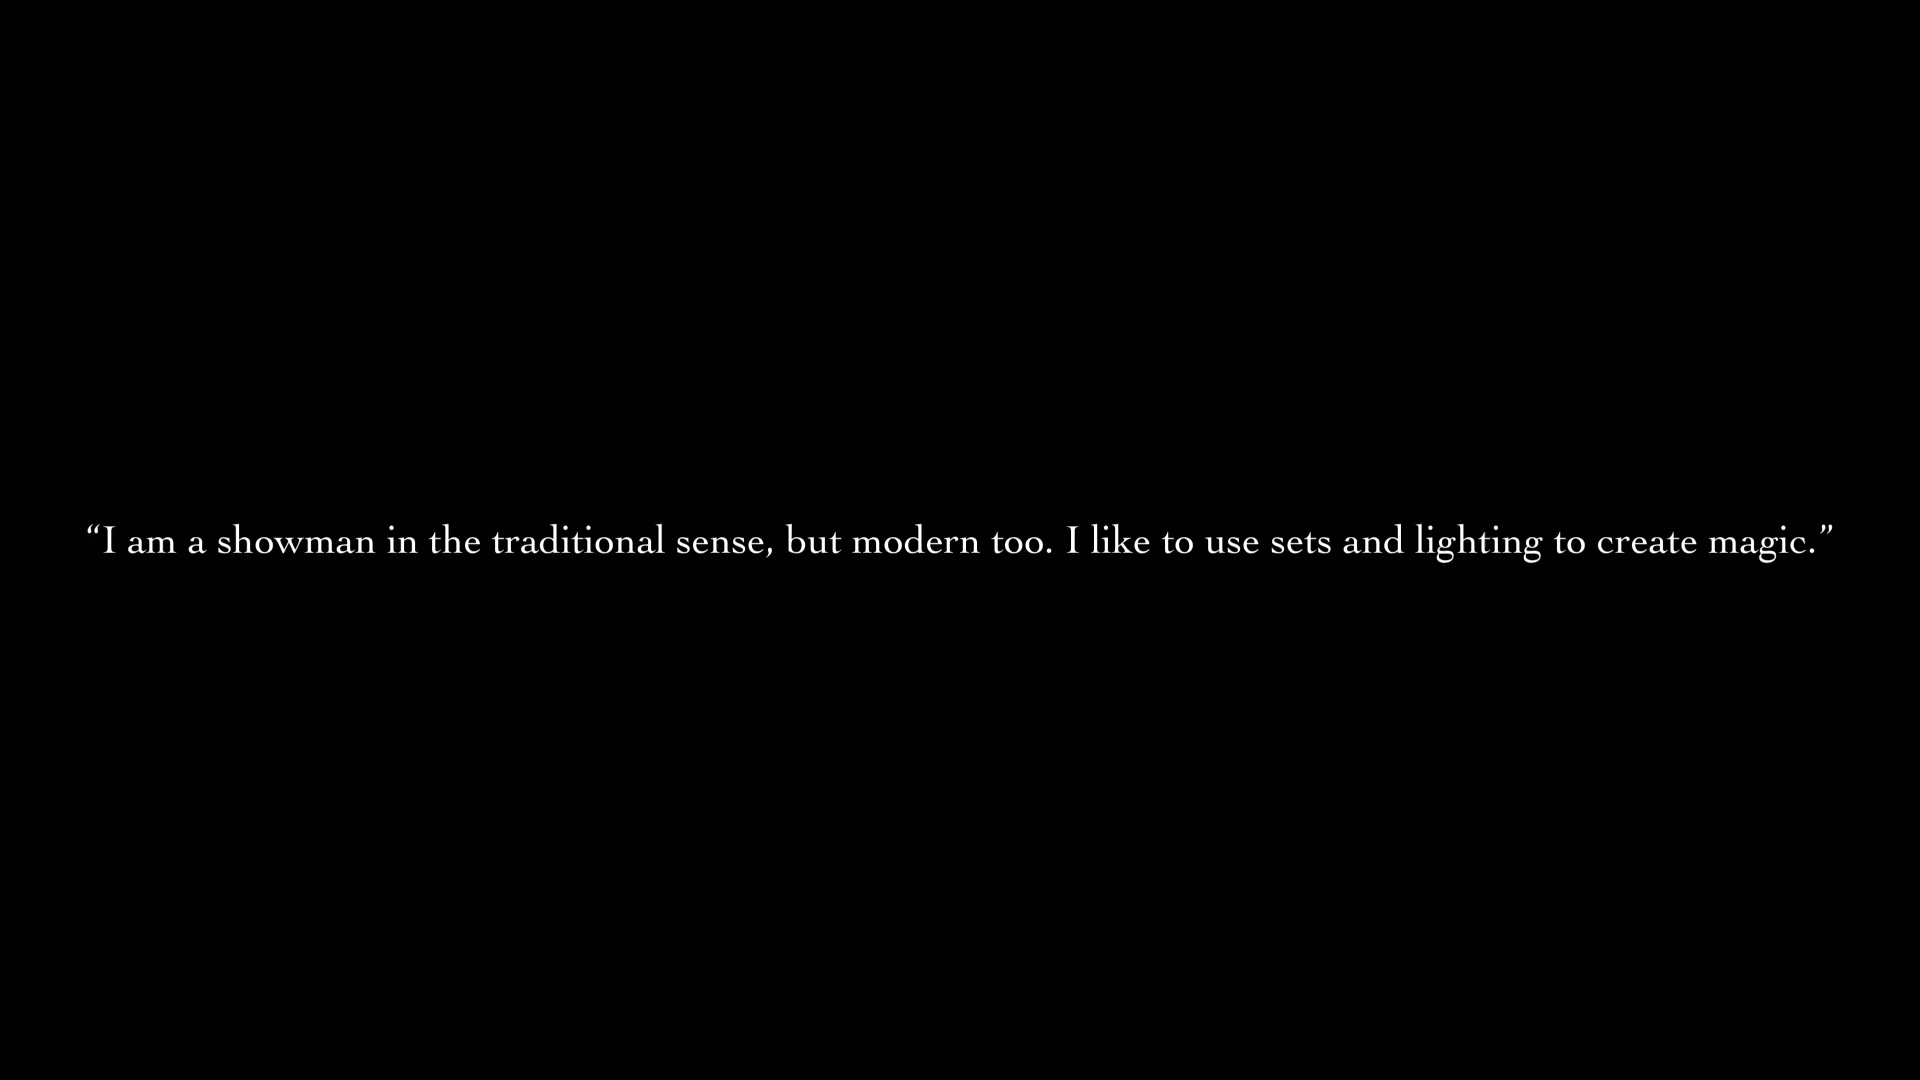 “I am a showman in the traditional sense, but modern too. I like to use sets and lighting to create magic.”